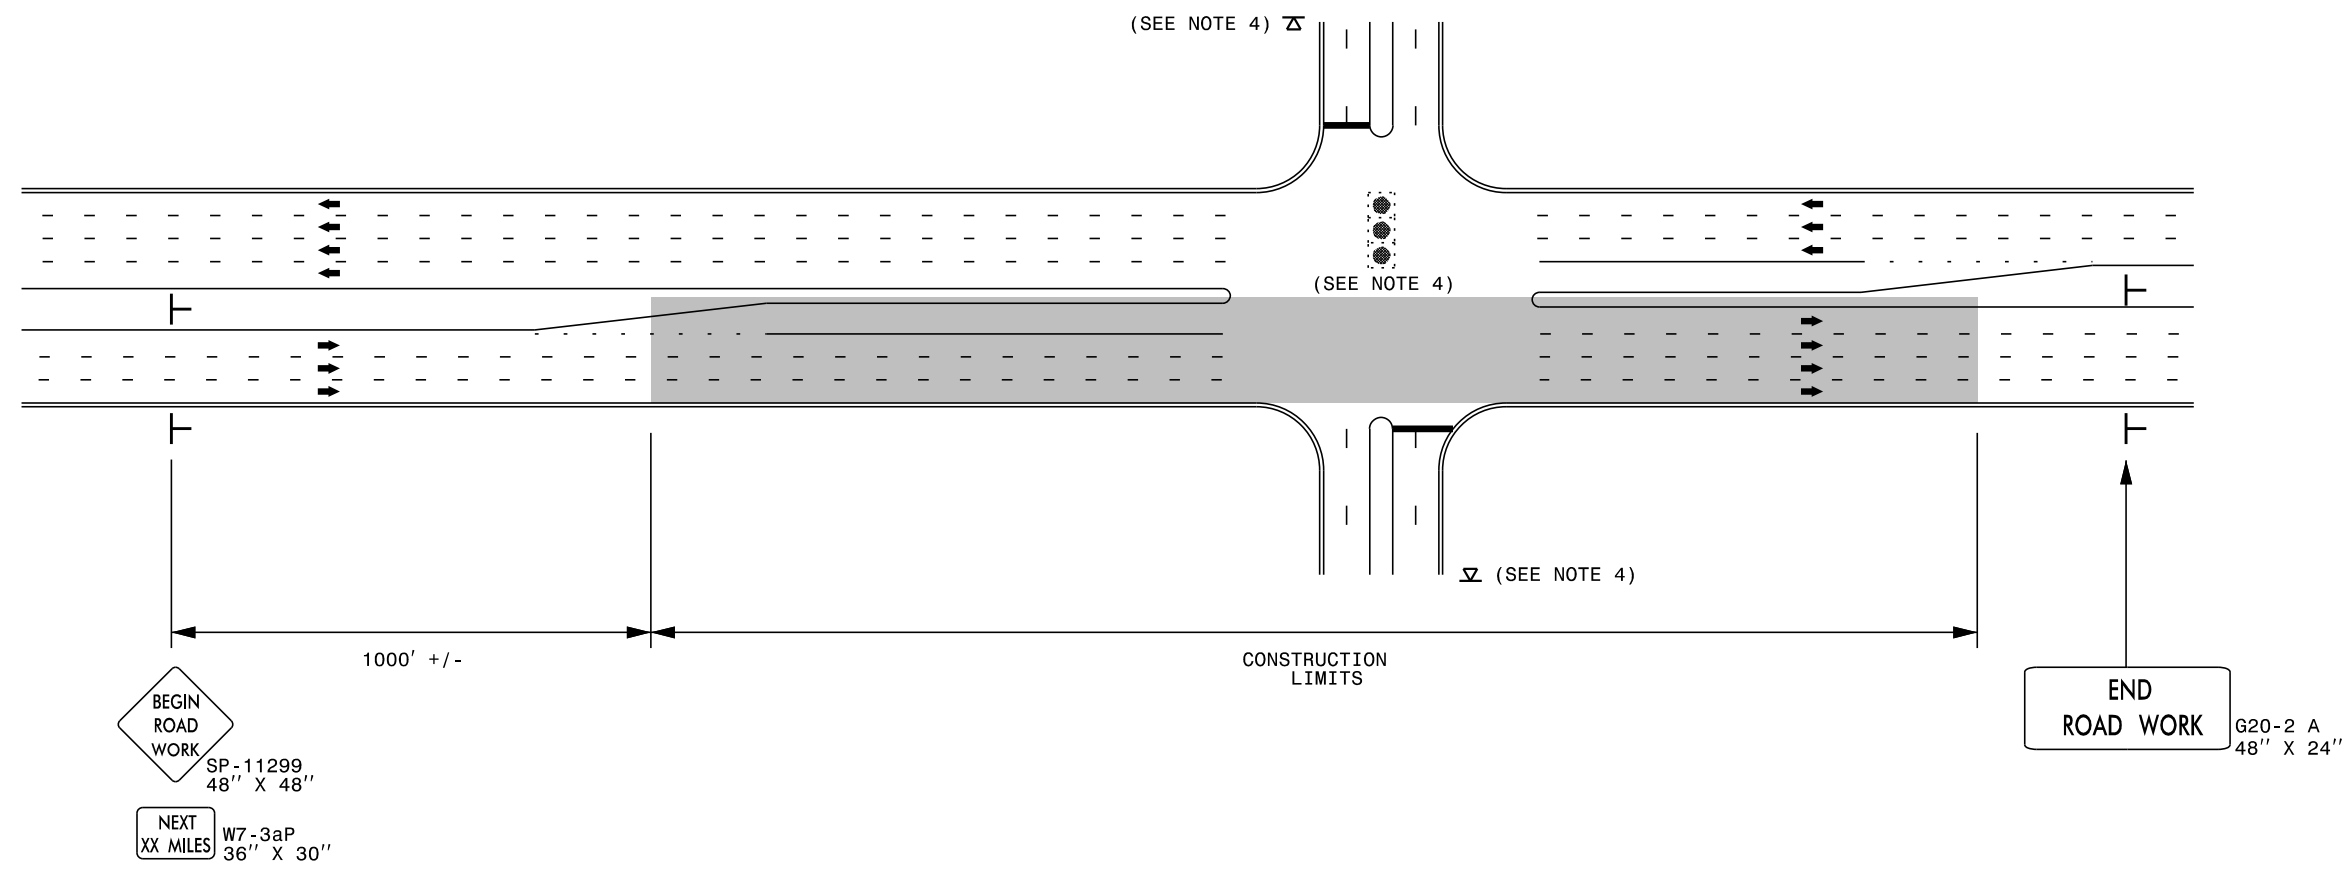 (SEE NOTE 4)
(SEE NOTE 4)
(SEE NOTE 4)
1000' +/-
CONSTRUCTION
LIMITS
BEGIN
ROAD
WORK
SP-11299
48'' X 48''
NEXT
XX MILES
W7-3aP
36'' X 30''
END
ROAD WORK
G20-2 A
48'' X 24''